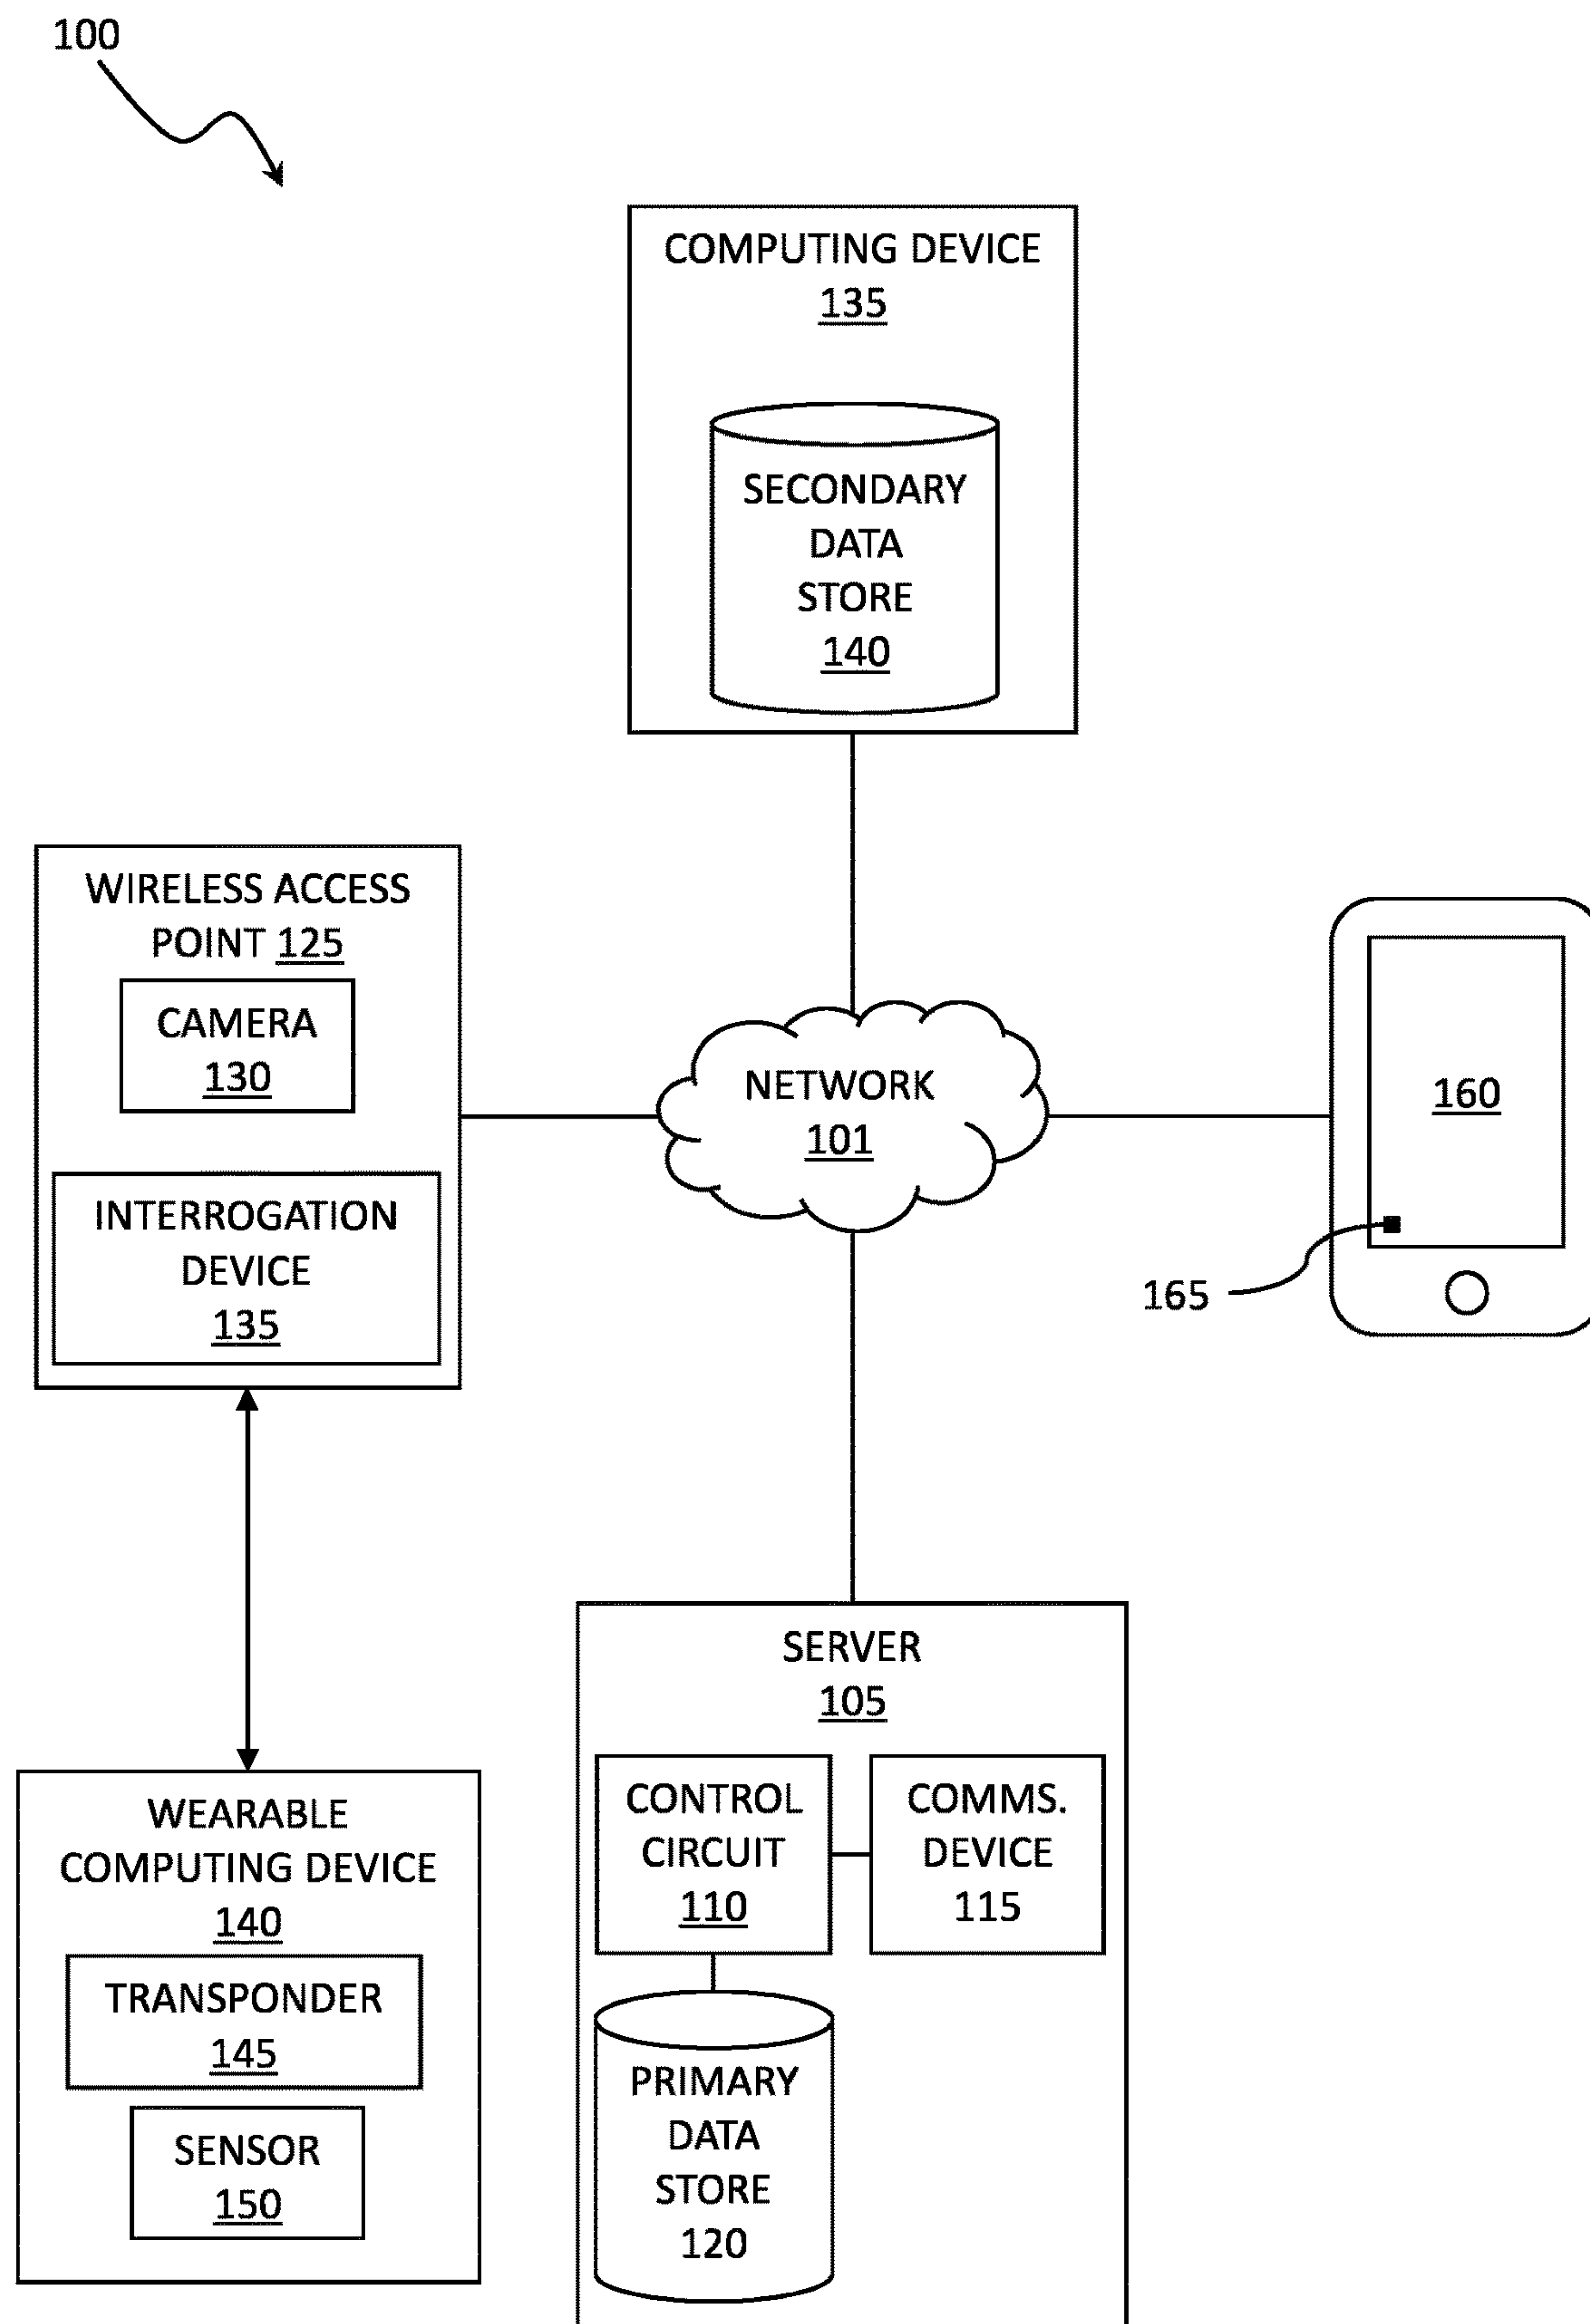 100
COMPUTING DEVICE
135
SECONDARY
DATA
STORE
140
WIRELESS ACCESS
POINT 125
CAMERA
130
INTERROGATION
DEVICE
135
NETWORK
101
160
165
SERVER
105
CONTROL
CIRCUIT
110
COMMS.
DEVICE
115
PRIMARY
DATA
STORE
120
WEARABLE
COMPUTING DEVICE
140
TRANSPONDER
145
SENSOR
150